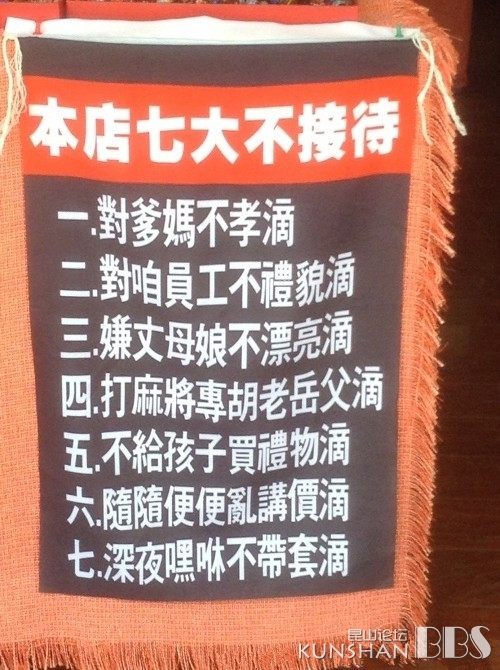 本店七大不接待
一.對爹媽不孝滴
二.對咱員工不禮貌滴
三.嫌丈母娘不漂亮滴
四.打麻將專胡老岳父滴
五.不給孩子買禮物滴
六.隨隨便便亂講價滴
七.深夜嘿咻不帶套滴
昆山论坛
KUNSHAN BBS